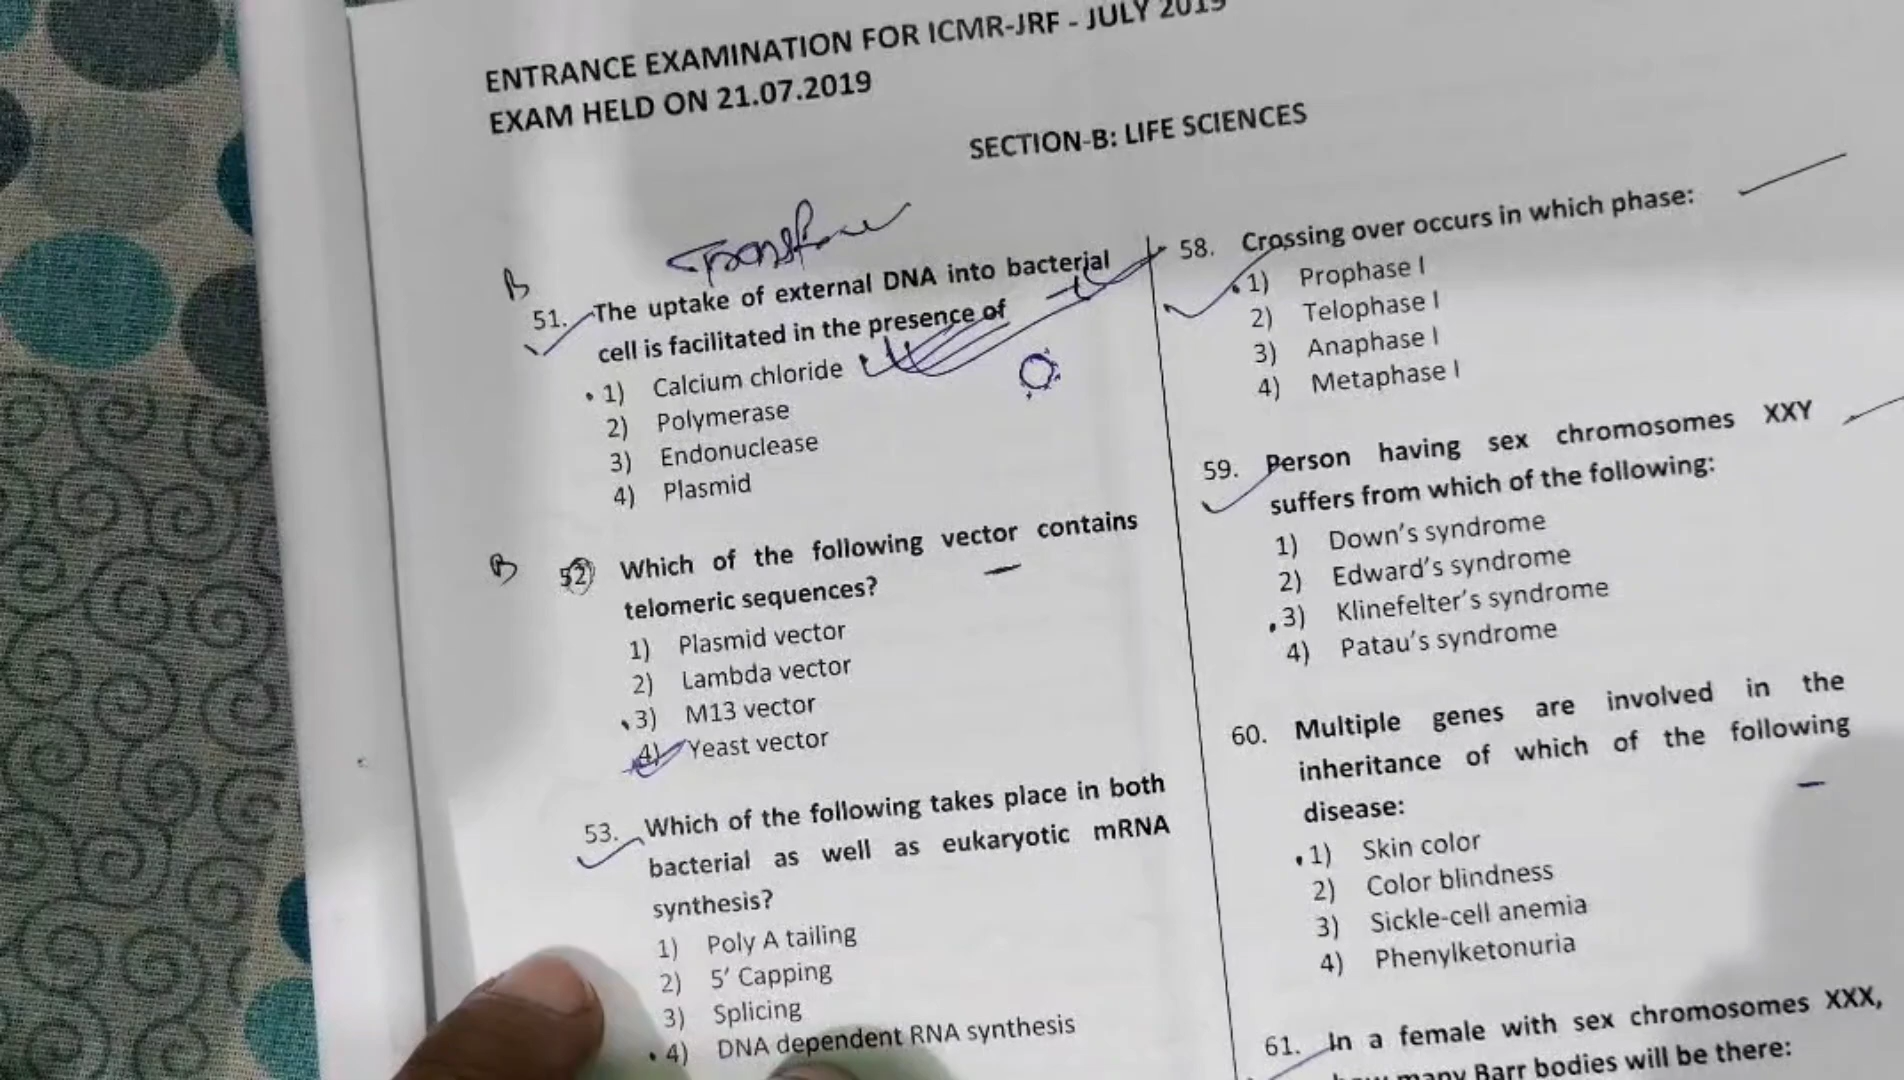 ENTRANCE EXAMINATION FOR ICMR-JRF - JULY 2019
EXAM HELD ON 21.07.2019
SECTION-B: LIFE SCIENCES
B
51. The uptake of external DNA into bacterial
cell is facilitated in the presence of
1) Calcium chloride
2) Polymerase
3) Endonuclease
4) Plasmid
B
52) Which of the following vector contains
telomeric sequences?
1) Plasmid vector
2) Lambda vector
3) M13 vector
4) Yeast vector
53. Which of the following takes place in both
bacterial as well as eukaryotic mRNA
synthesis?
1) Poly A tailing
2) 5' Capping
3) Splicing
4) DNA dependent RNA synthesis
58. Crossing over occurs in which phase:
1) Prophase I
2) Telophase I
3) Anaphase I
4) Metaphase I
59. Person having sex chromosomes XXY
suffers from which of the following:
1) Down's syndrome
2) Edward's syndrome
3) Klinefelter's syndrome
4) Patau's syndrome
60. Multiple genes are involved in the
inheritance of which of the following
disease:
1) Skin color
2) Color blindness
3) Sickle-cell anemia
4) Phenylketonuria
61. In a female with sex chromosomes XXX,
how many Barr bodies will be there: